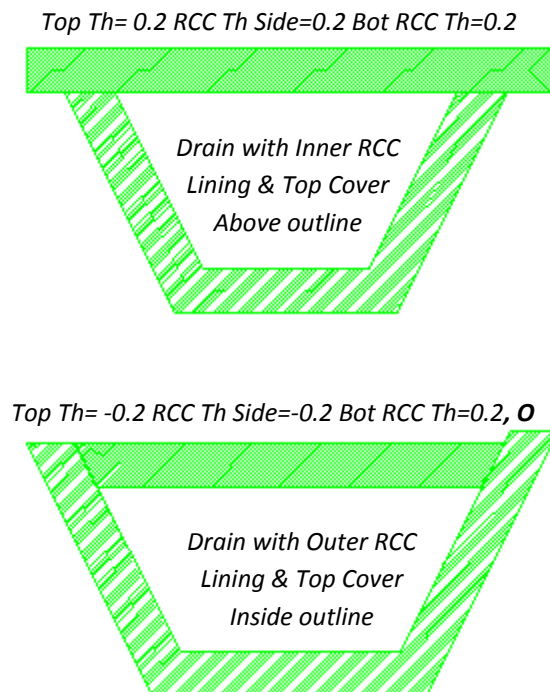 Top Th= 0.2 RCC Th Side=0.2 Bot RCC Th=0.2
Drain with Inner RCC
Lining & Top Cover
Above outline
Top Th= -0.2 RCC Th Side=-0.2 Bot RCC Th=0.2, O
Drain with Outer RCC
Lining & Top Cover
Inside outline